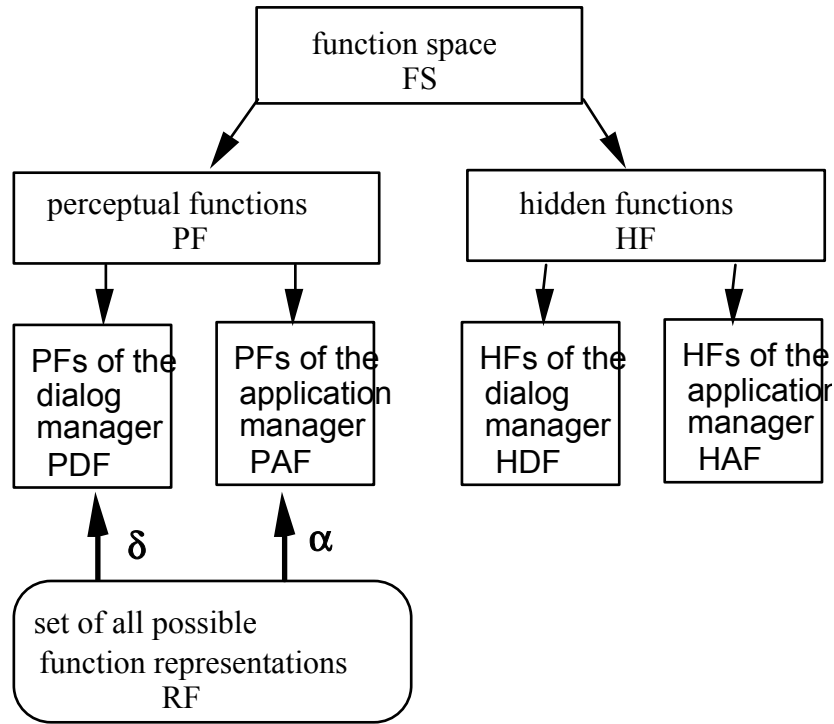 function space
FS
perceptual functions
PF
hidden functions
HF
PFs of the
dialog
manager
PDF
PFs of the
application
manager
PAF
HFs of the
dialog
manager
HDF
HFs of the
application
manager
HAF
δ
α
set of all possible
function representations
RF